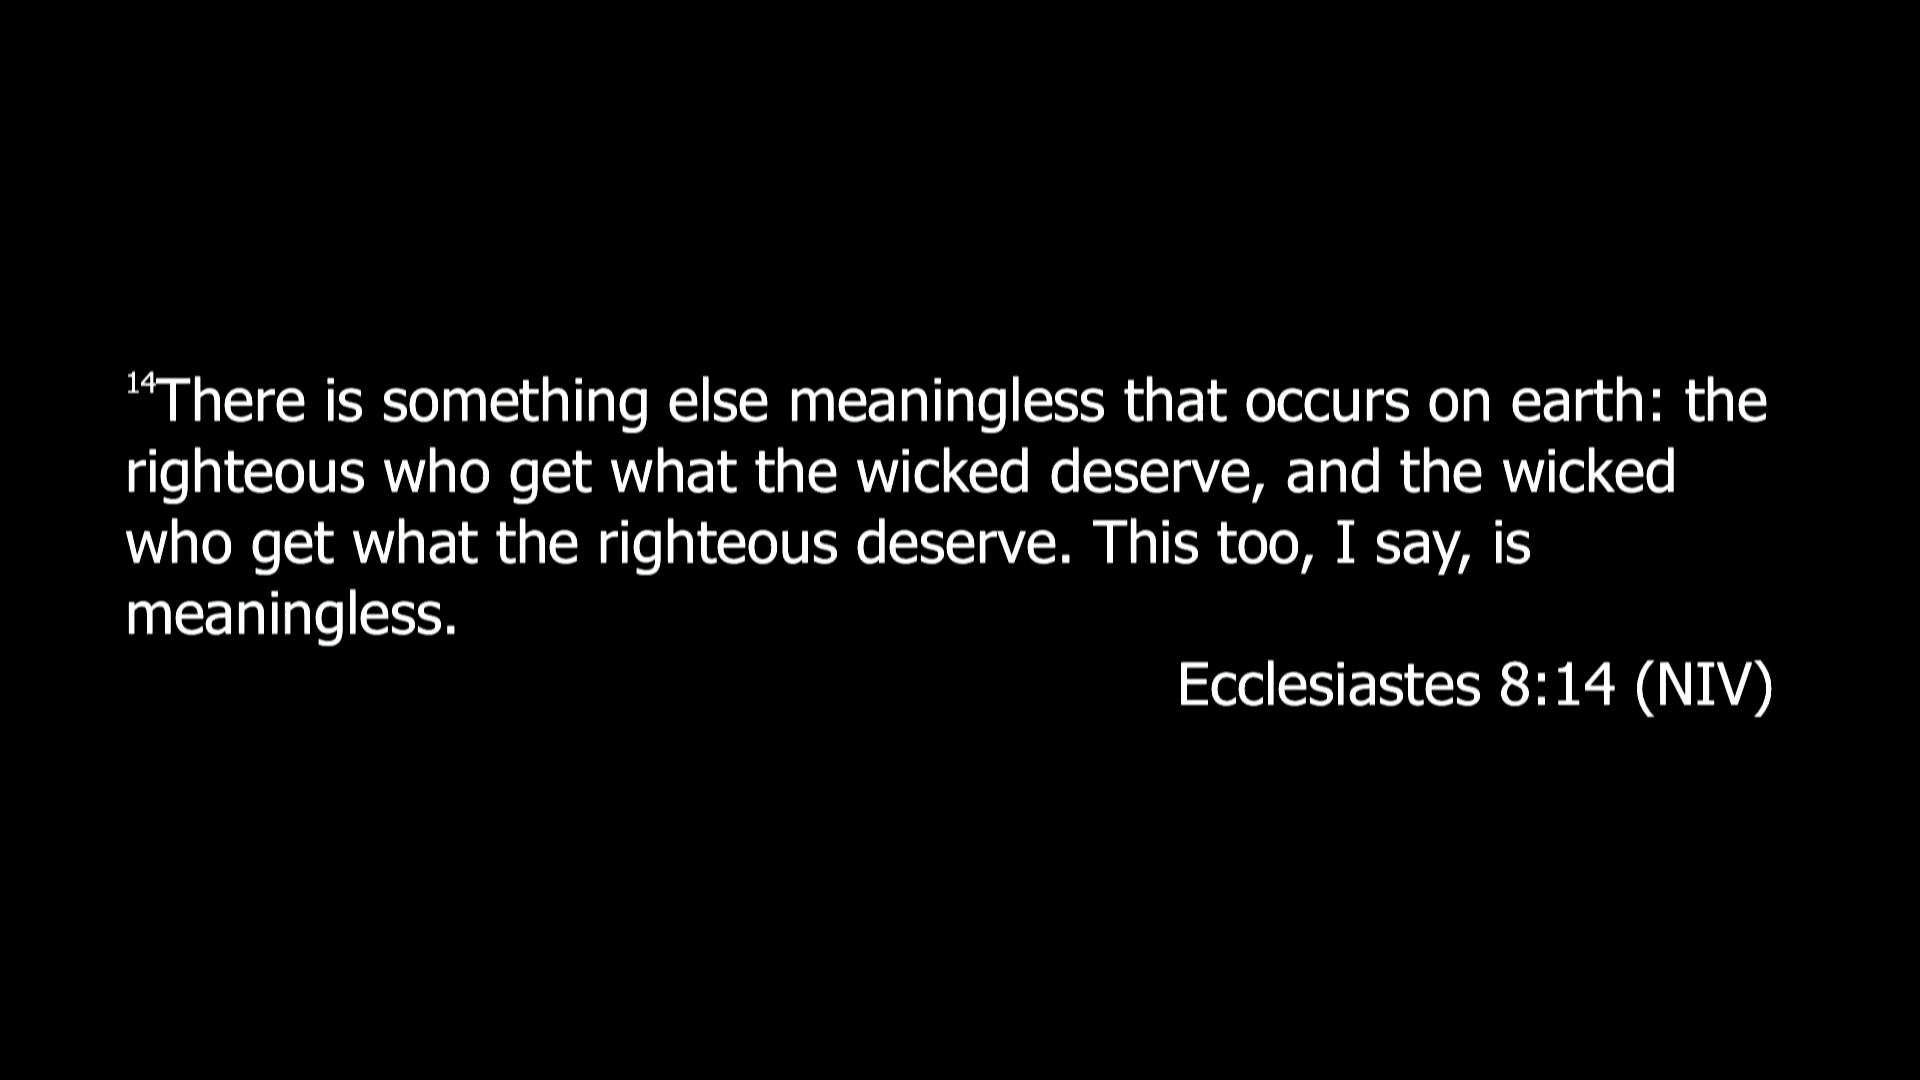 14There is something else meaningless that occurs on earth: the
righteous who get what the wicked deserve, and the wicked
who get what the righteous deserve. This too, I say, is
meaningless.
Ecclesiastes 8:14 (NIV)